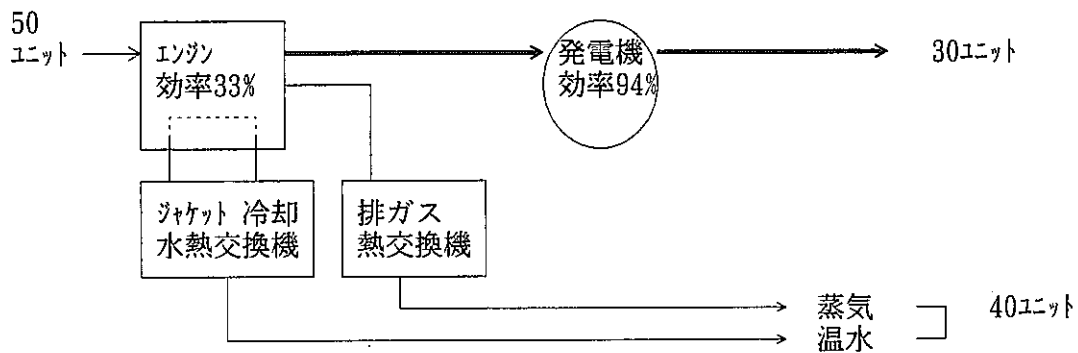 50
ユニット
エンジン
効率33%
発電機
効率94%
30ユニット
ジャケット 冷却
水熱交換機
排ガス
熱交換機
蒸気
温水
40ユニット